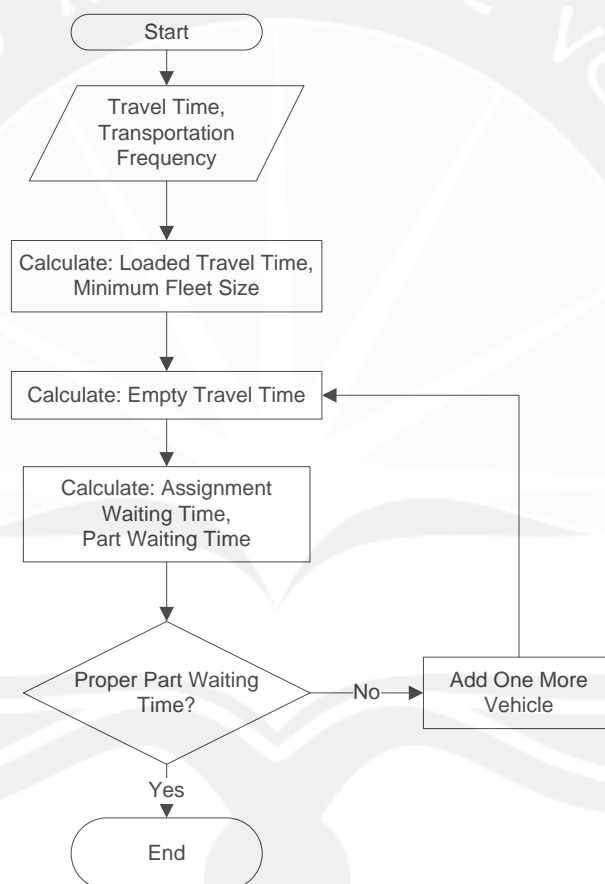 Start
Travel Time,
Transportation
Frequency
Calculate: Loaded Travel Time,
Minimum Fleet Size
Calculate: Empty Travel Time
Calculate: Assignment
Waiting Time,
Part Waiting Time
Proper Part Waiting
Time?
No
Add One More
Vehicle
Yes
End